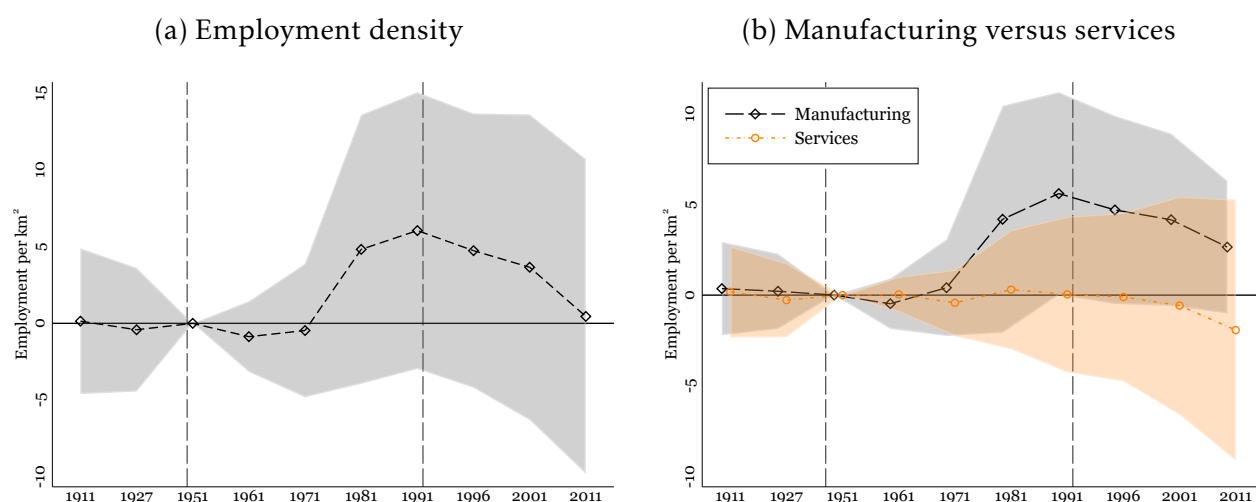 (a) Employment density
Employment per km²
15
10
5
0
-5
-10
1911 1927 1951 1961 1971 1981 1991 1996 2001 2011
(b) Manufacturing versus services
Employment per km²
10
5
0
-5
-10
Manufacturing
Services
1911 1927 1951 1961 1971 1981 1991 1996 2001 2011